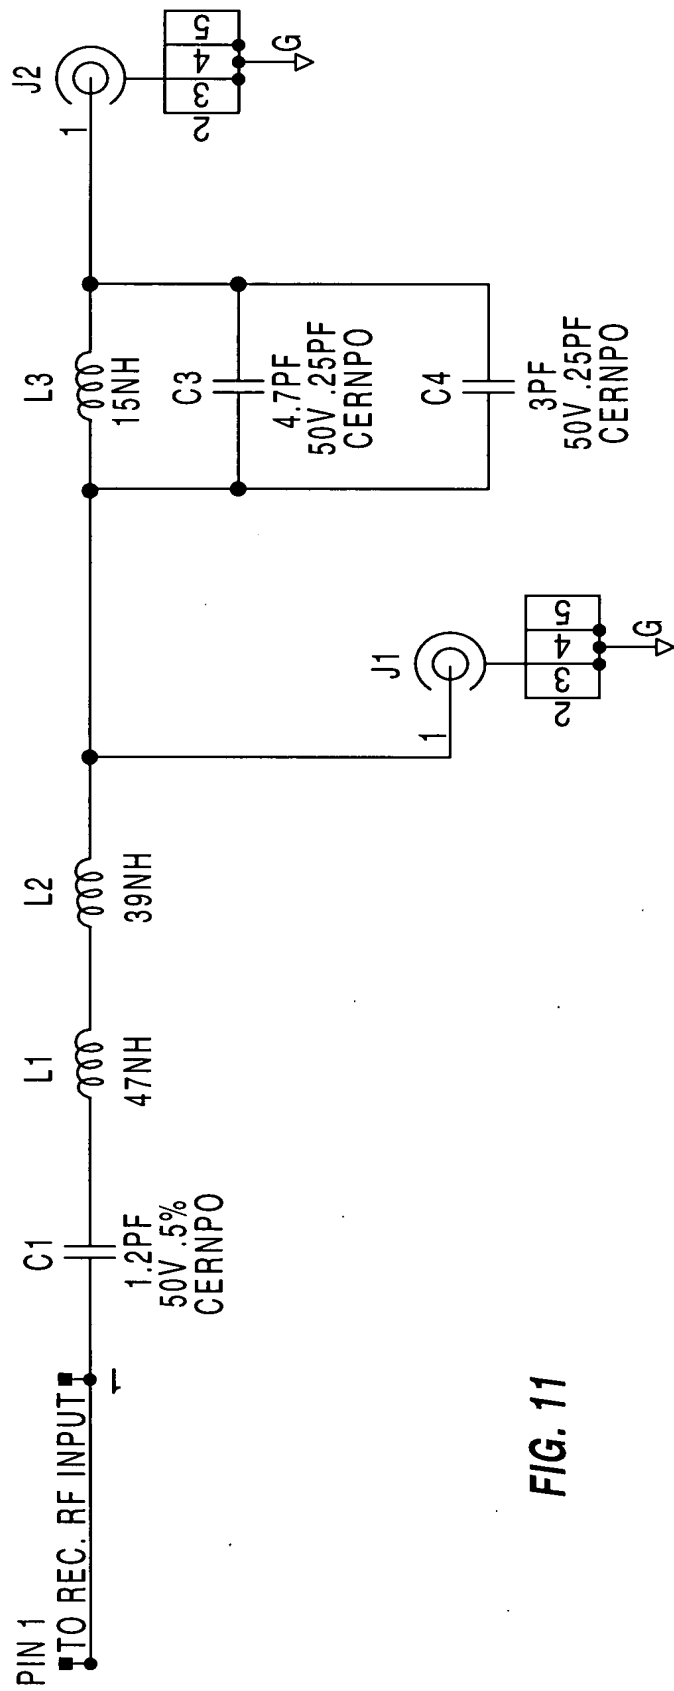 PIN 1
TO REC. RF INPUT
1
C1
1.2PF
50V .5%
CERNPO
L1
47NH
L2
39NH
J1
1
2
3
4
5
G
L3
15NH
C3
4.7PF
50V .25PF
CERNPO
C4
3PF
50V .25PF
CERNPO
J2
1
2
3
4
5
G
FIG. 11